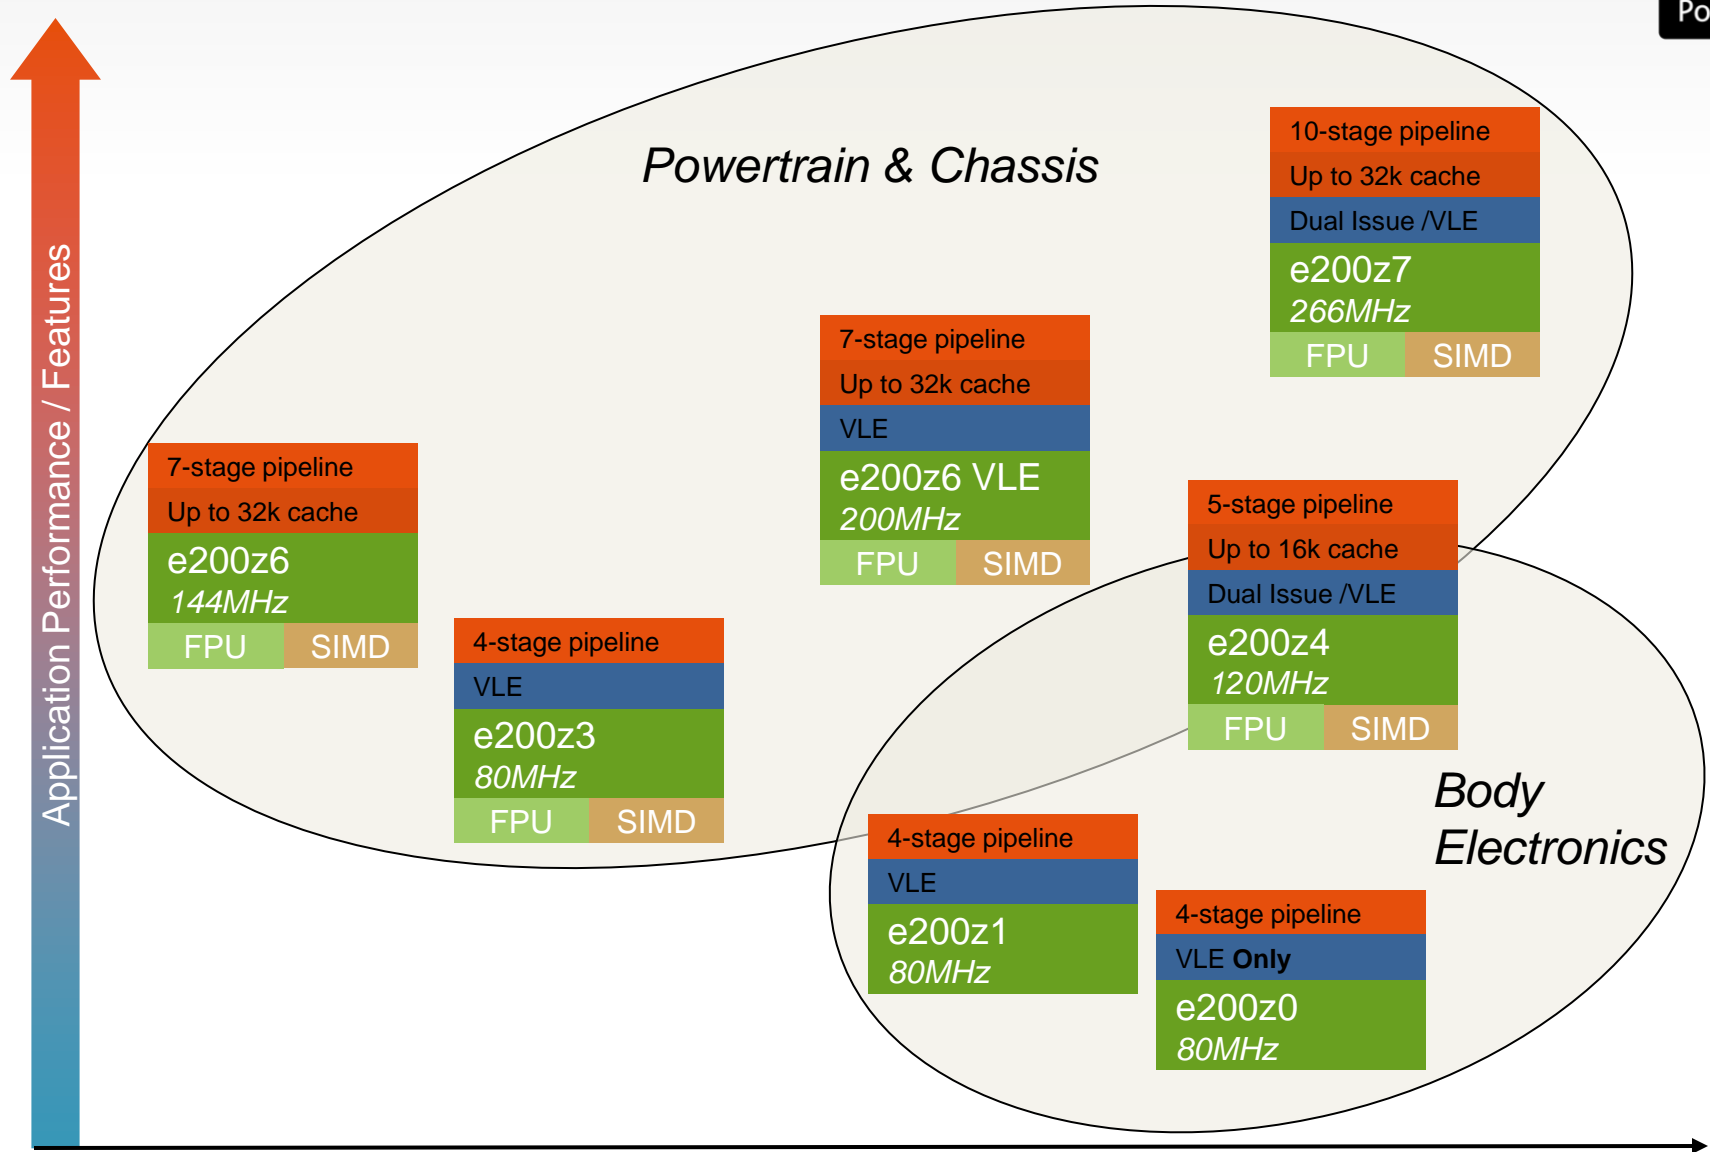 Po
Application Performance / Features
Powertrain & Chassis
10-stage pipeline
Up to 32k cache
Dual Issue /VLE
e200z7
266MHz
FPU SIMD
7-stage pipeline
Up to 32k cache
VLE
e200z6 VLE
200MHz
FPU SIMD
7-stage pipeline
Up to 32k cache
e200z6
144MHz
FPU SIMD
5-stage pipeline
Up to 16k cache
Dual Issue /VLE
e200z4
120MHz
FPU SIMD
4-stage pipeline
VLE
e200z3
80MHz
FPU SIMD
Body
Electronics
4-stage pipeline
VLE
e200z1
80MHz
4-stage pipeline
VLE Only
e200z0
80MHz